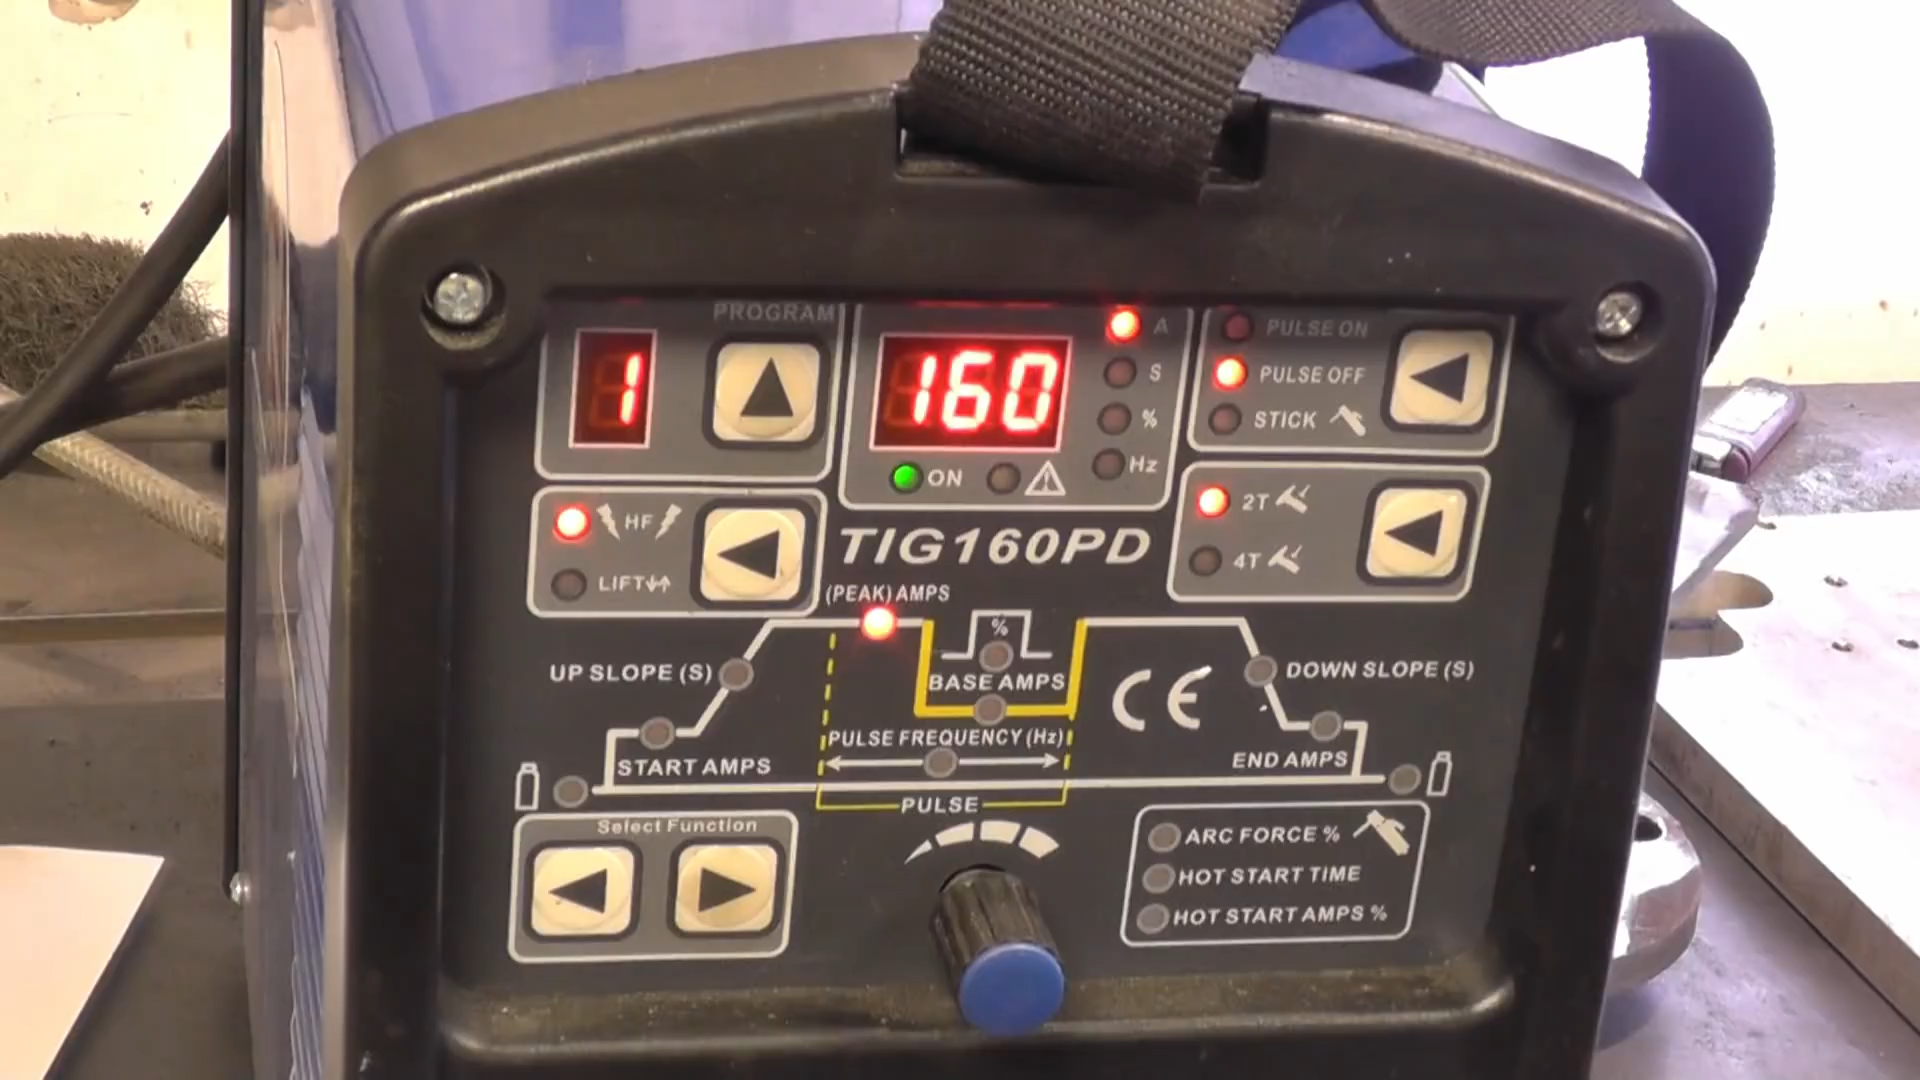 PROGRAM
1
160
A
S
%
Hz
ON
PULSE ON
PULSE OFF
STICK
HF
LIFT
2T
4T
TIG160PD
(PEAK) AMPS
%
UP SLOPE (S)
BASE AMPS
CE
DOWN SLOPE (S)
PULSE FREQUENCY (Hz)
START AMPS
END AMPS
PULSE
Select Function
ARC FORCE %
HOT START TIME
HOT START AMPS %